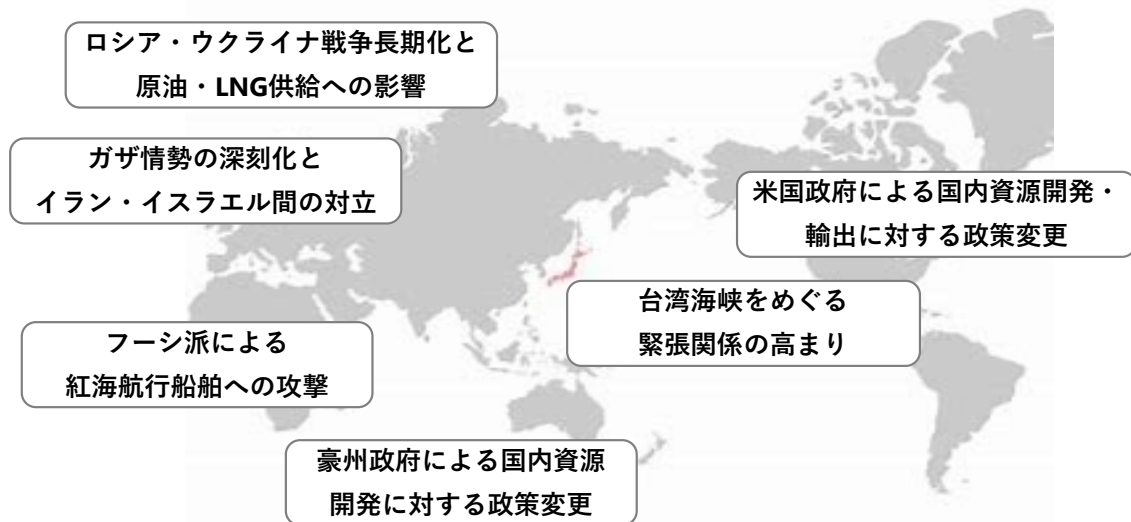 ロシア・ウクライナ戦争長期化と
原油・LNG供給への影響
ガザ情勢の深刻化と
イラン・イスラエル間の対立
米国政府による国内資源開発・
輸出に対する政策変更
台湾海峡をめぐる
緊張関係の高まり
フーシ派による
紅海航行船舶への攻撃
豪州政府による国内資源
開発に対する政策変更